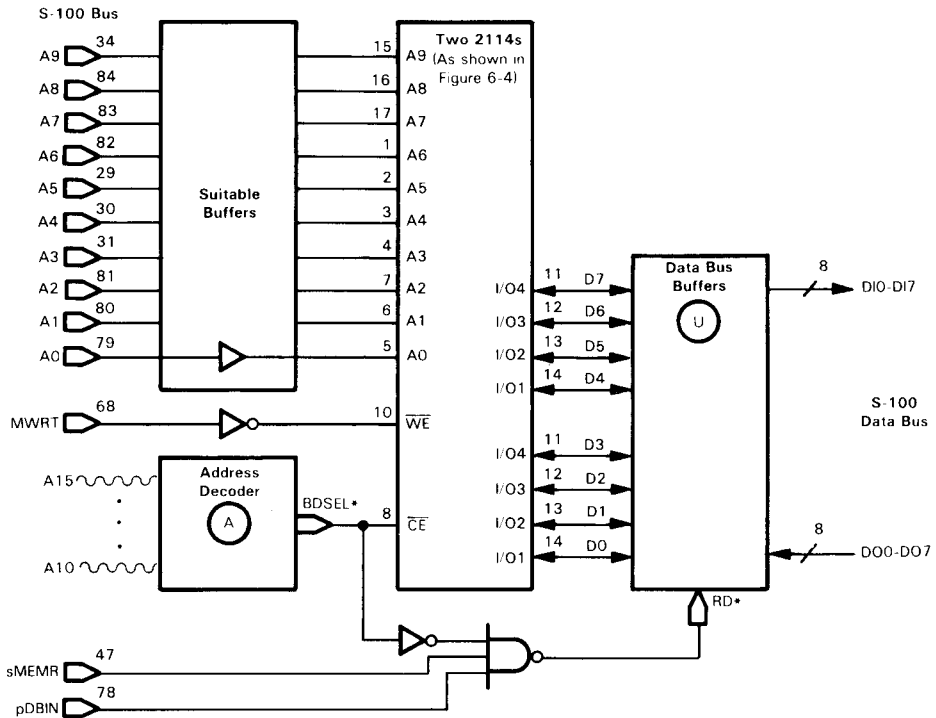 S-100 Bus
A9 34 15 A9
A8 84 16 A8
A7 83 17 A7
A6 82 1 A6
A5 29 2 A5
A4 30 3 A4
A3 31 4 A3
A2 81 7 A2
A1 80 6 A1
A0 79 5 A0
Suitable
Buffers
Two 2114s
(As shown in
Figure 6-4)
MWRT 68 10 WE
A15
A10
Address
Decoder
A
BDSEL* 8 CE
I/O4 11 D7
I/O3 12 D6
I/O2 13 D5
I/O1 14 D4
I/O4 11 D3
I/O3 12 D2
I/O2 13 D1
I/O1 14 D0
Data Bus
Buffers
U
8 DI0-DI7
S-100
Data Bus
8 DO0-DO7
RD*
sMEMR 47
pDBIN 78